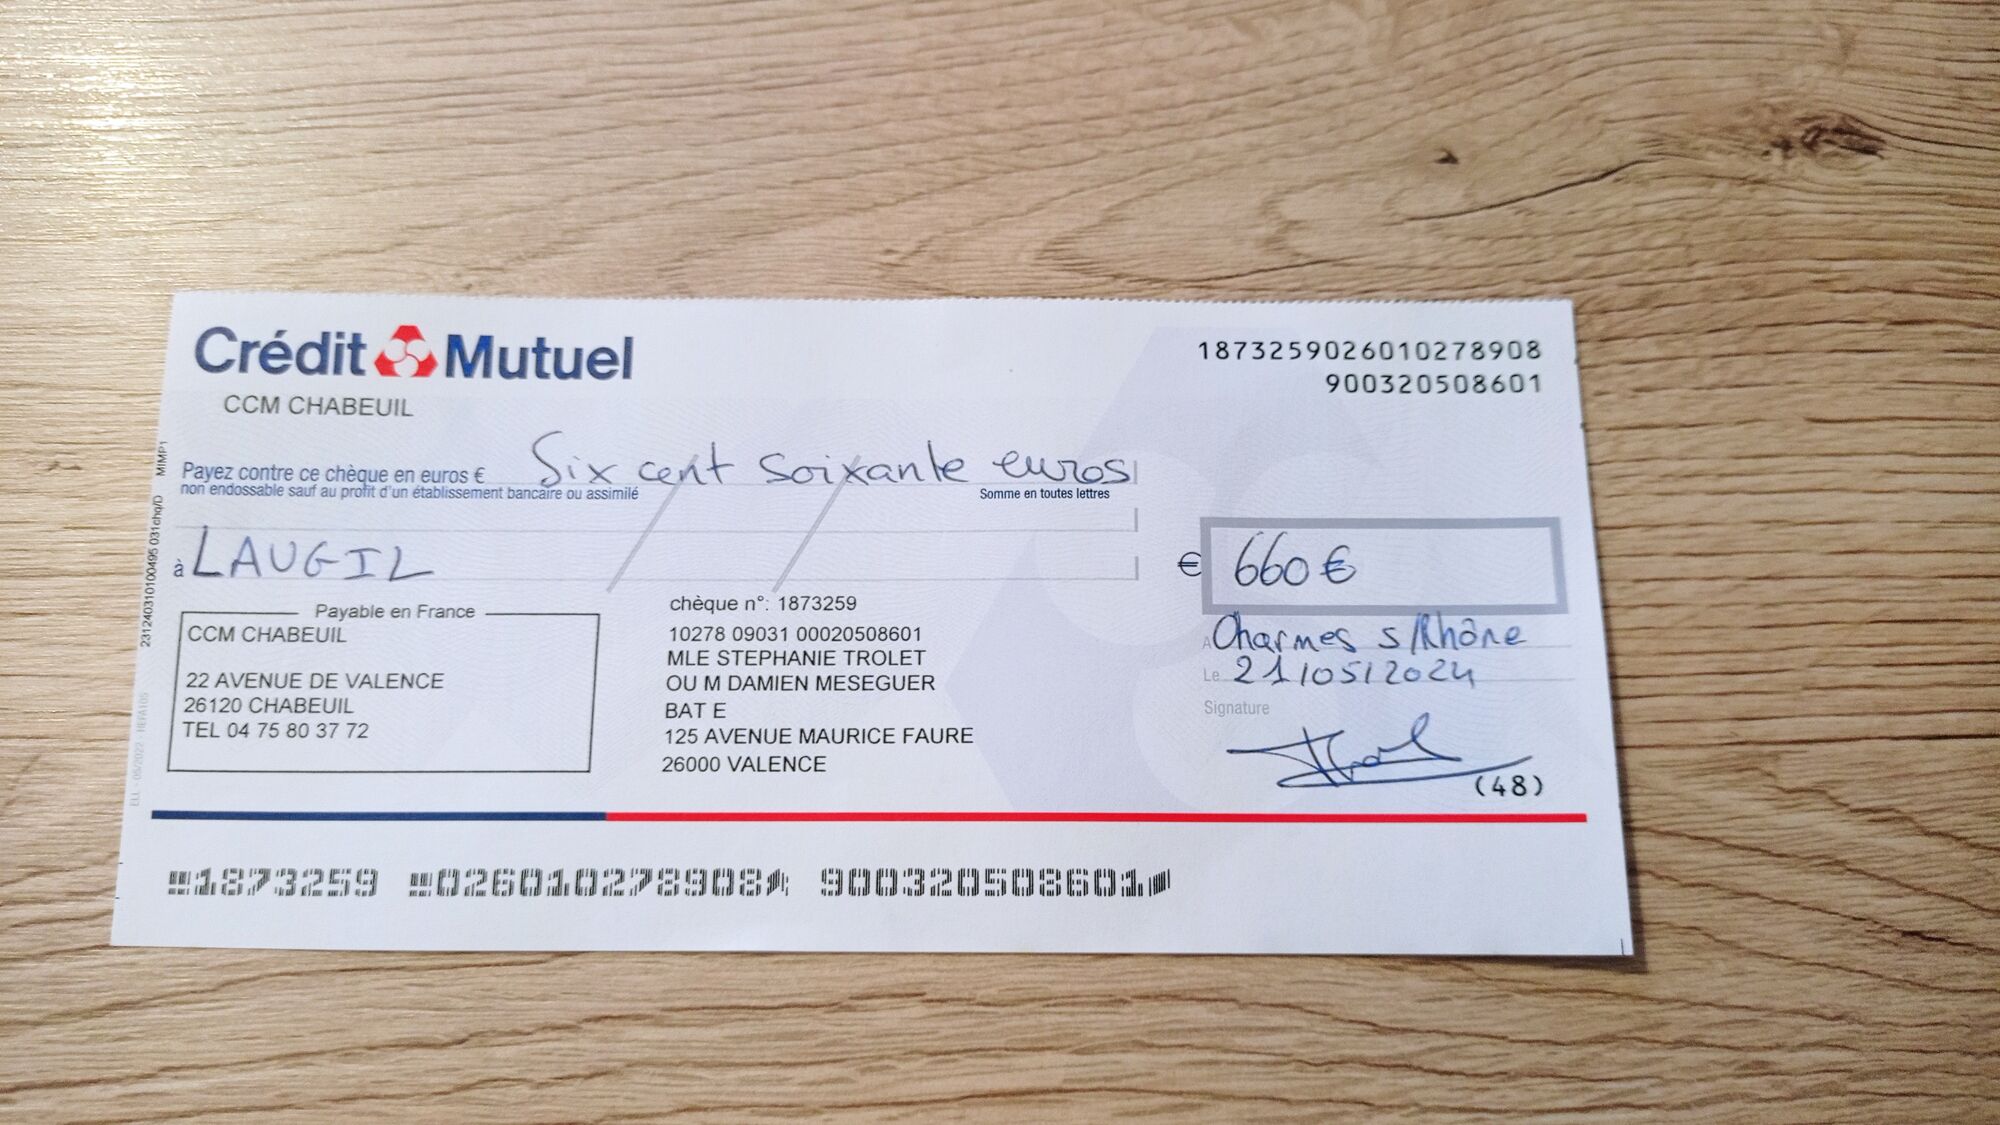 Crédit Mutuel
CCM CHABEUIL
1873259026010278908
900320508601
Payez contre ce chèque en euros € Six cent soixante euros
non endossable sauf au profit d'un établissement bancaire ou assimilé
Somme en toutes lettres
à LAUGIL
€ 660 €
Payable en France
CCM CHABEUIL
22 AVENUE DE VALENCE
26120 CHABEUIL
TEL 04 75 80 37 72
chèque n°: 1873259
10278 09031 00020508601
MLE STEPHANIE TROLET
OU M DAMIEN MESEGUER
BAT E
125 AVENUE MAURICE FAURE
26000 VALENCE
A Charmes s/Rhône
Le 21/05/2024
Signature
(48)
1873259 026010278908 900320508601
MIMP1